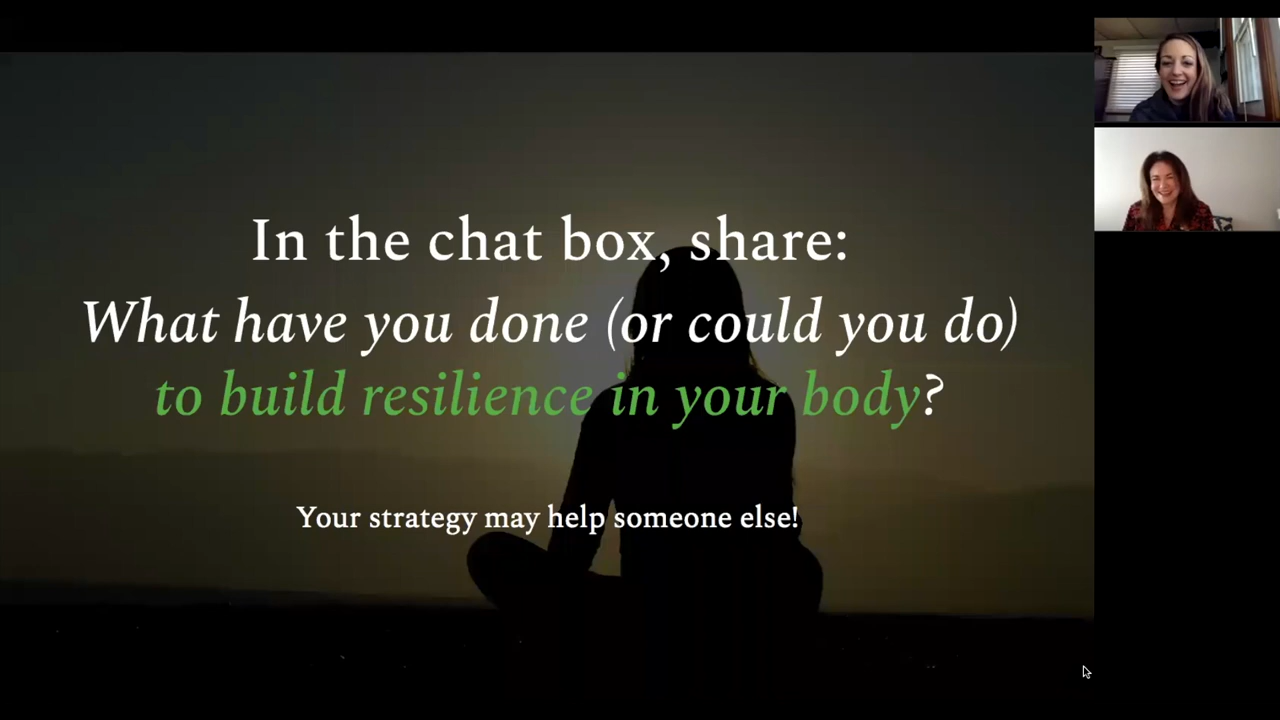 In the chat box, share:
What have you done (or could you do)
to build resilience in your body?
Your strategy may help someone else!